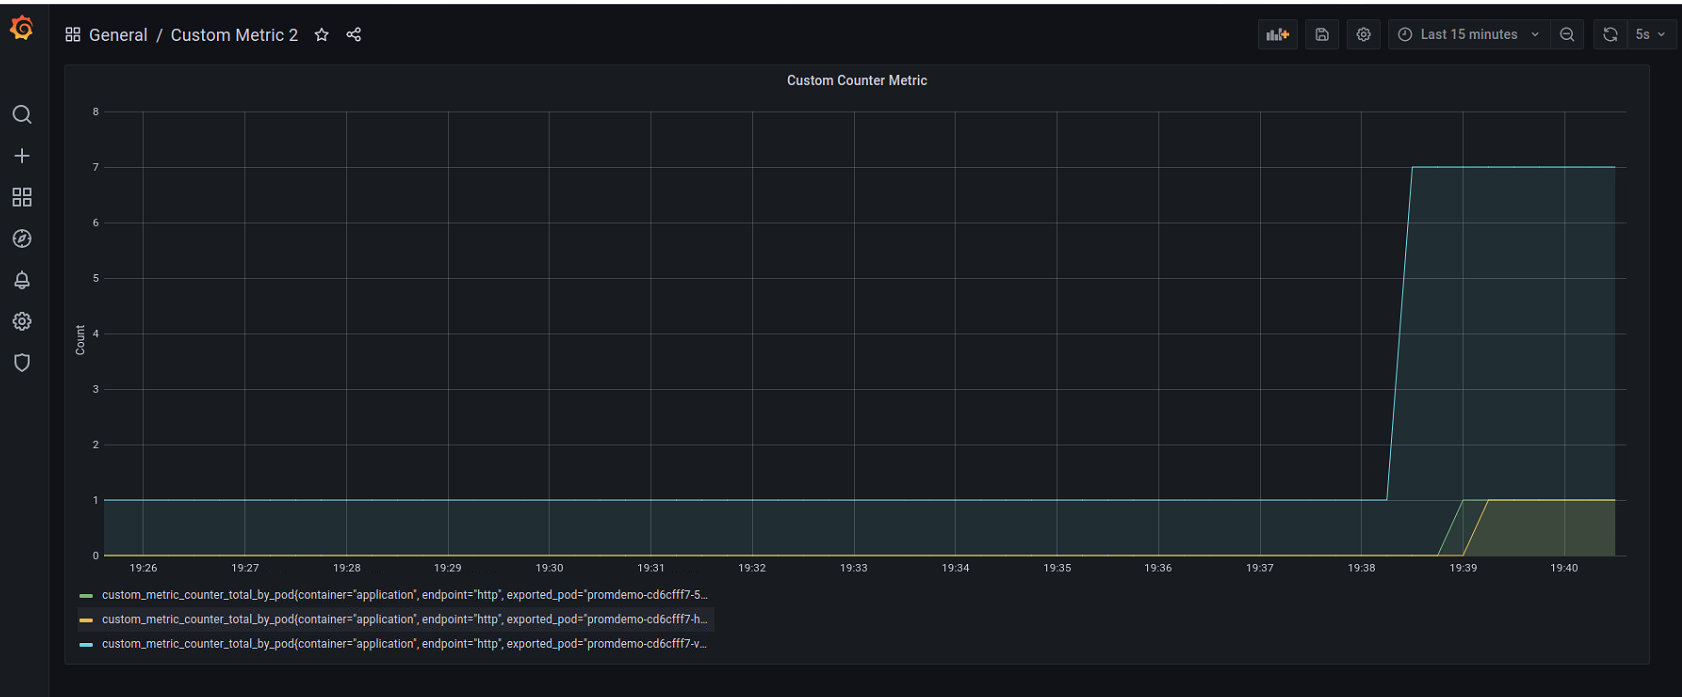 General / Custom Metric 2
Last 15 minutes
5s
Custom Counter Metric
8
7
6
5
4
3
2
1
0
Count
19:26 19:27 19:28 19:29 19:30 19:31 19:32 19:33 19:34 19:35 19:36 19:37 19:38 19:39 19:40
custom_metric_counter_total_by_pod{container="application", endpoint="http", exported_pod="promdemo-cd6cfff7-5...
custom_metric_counter_total_by_pod{container="application", endpoint="http", exported_pod="promdemo-cd6cfff7-h...
custom_metric_counter_total_by_pod{container="application", endpoint="http", exported_pod="promdemo-cd6cfff7-v...